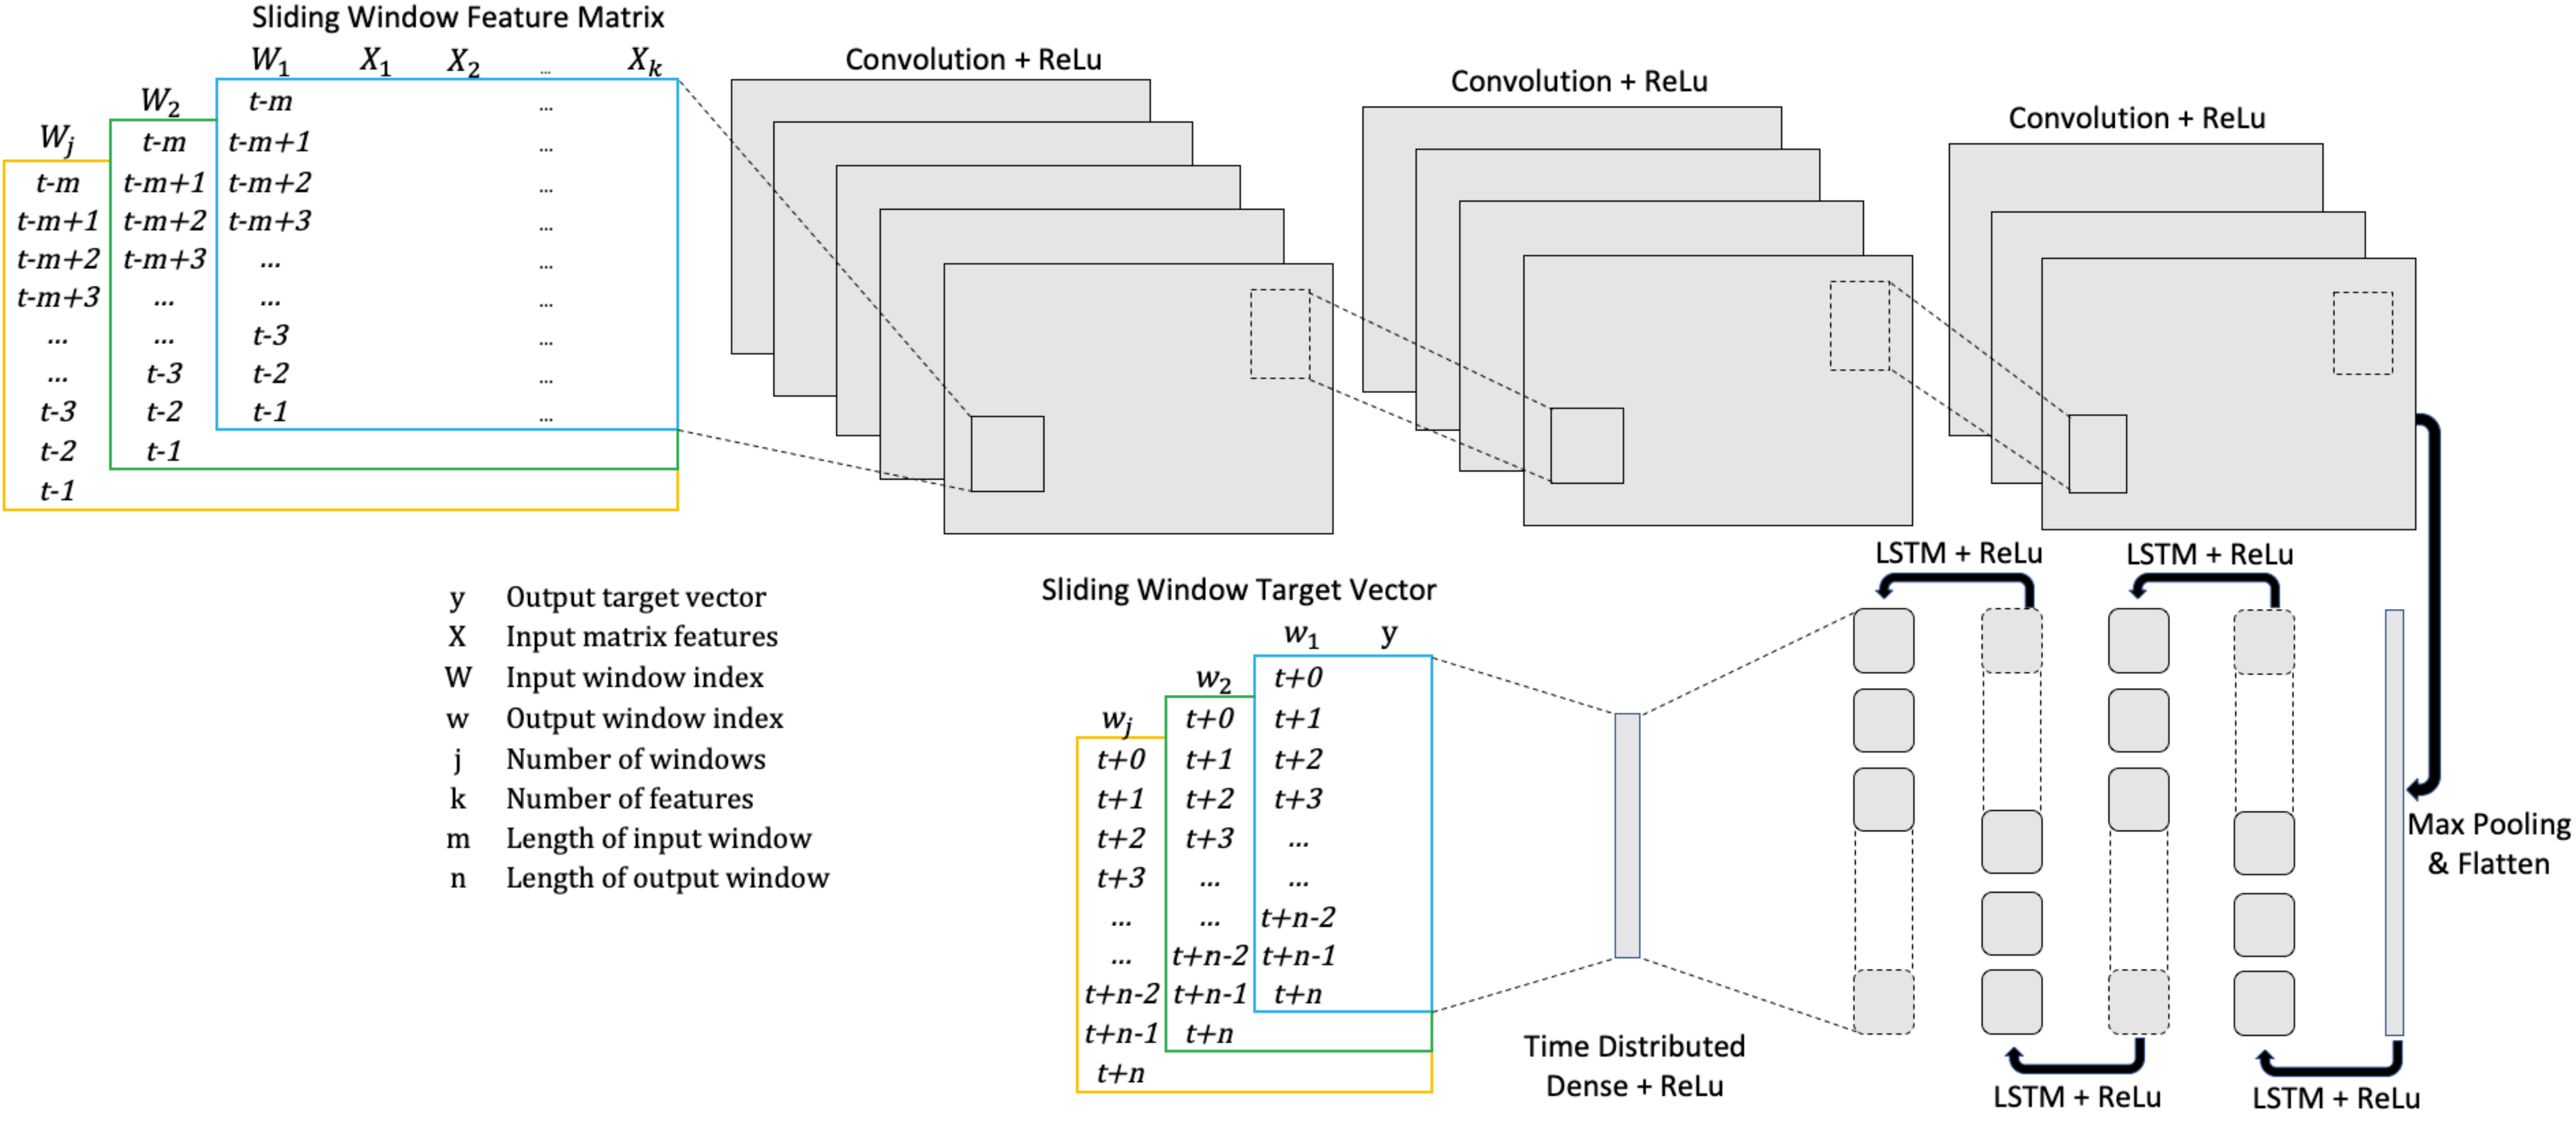 Sliding Window Feature Matrix
W₁ X₁ X₂ ... Xₖ
W₂
Wⱼ
t-m ...
t-m t-m+1 ...
t-m t-m+1 t-m+2 ...
t-m+1 t-m+2 t-m+3 ...
t-m+2 t-m+3 ... ...
t-m+3 ... ... ...
... ... t-3 ...
... t-3 t-2 ...
t-3 t-2 t-1 ...
t-2 t-1
t-1
Convolution + ReLu
Convolution + ReLu
Convolution + ReLu
Max Pooling
& Flatten
LSTM + ReLu
LSTM + ReLu
LSTM + ReLu
LSTM + ReLu
Time Distributed
Dense + ReLu
Sliding Window Target Vector
w₁ y
w₂
wⱼ
t+0
t+0 t+1
t+0 t+1 t+2
t+1 t+2 t+3
t+2 t+3 ...
t+3 ... ...
... ... t+n-2
... t+n-2 t+n-1
t+n-2 t+n-1 t+n
t+n-1 t+n
t+n
y Output target vector
X Input matrix features
W Input window index
w Output window index
j Number of windows
k Number of features
m Length of input window
n Length of output window